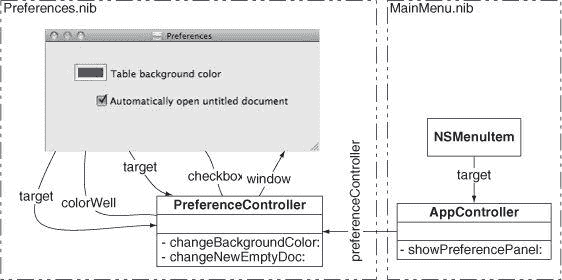 Preferences.nib
MainMenu.nib
Preferences
Table background color
Automatically open untitled document
NSMenuItem
target
target
colorWell
target
checkbox
window
preferenceController
PreferenceController
- changeBackgroundColor:
- changeNewEmptyDoc:
AppController
- showPreferencePanel: